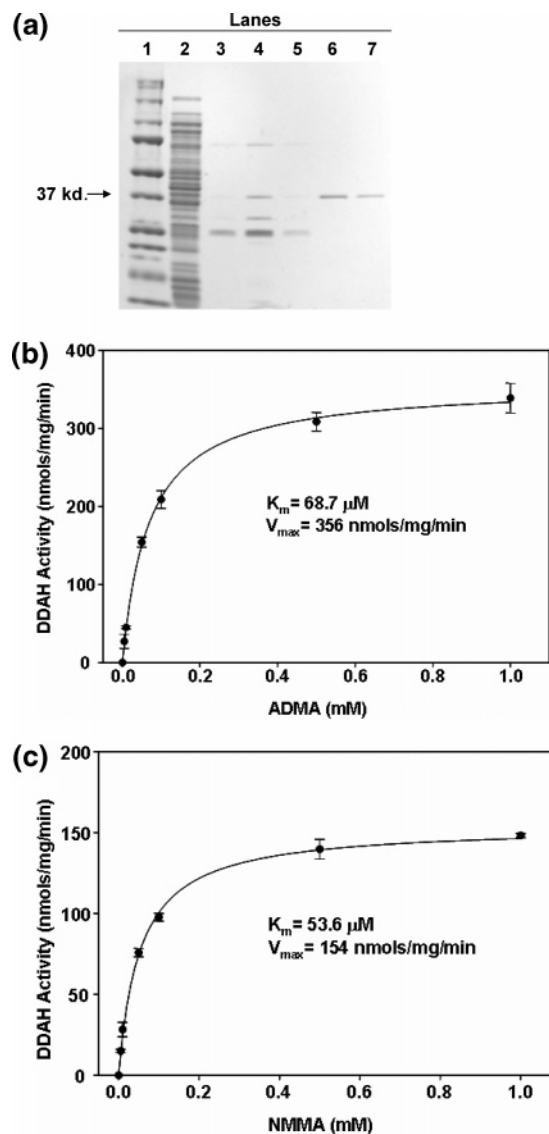 (a)
Lanes
1 2 3 4 5 6 7
37 kd.
(b)
400
300
200
100
0
DDAH Activity (nmols/mg/min)
Km= 68.7 μM
Vmax= 356 nmols/mg/min
0.0 0.2 0.4 0.6 0.8 1.0
ADMA (mM)
(c)
200
150
100
50
0
DDAH Activity (nmols/mg/min)
Km= 53.6 μM
Vmax= 154 nmols/mg/min
0.0 0.2 0.4 0.6 0.8 1.0
NMMA (mM)